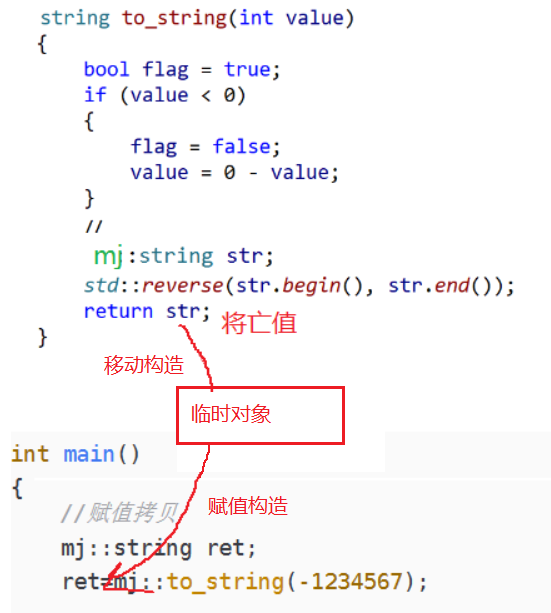 string to_string(int value)
{
bool flag = true;
if (value < 0)
{
flag = false;
value = 0 - value;
}
//
mj:string str;
std::reverse(str.begin(), str.end());
return str; 将亡值
}
移动构造
临时对象
int main()
{
赋值构造
//赋值拷贝
mj::string ret;
ret=mj::to_string(-1234567);